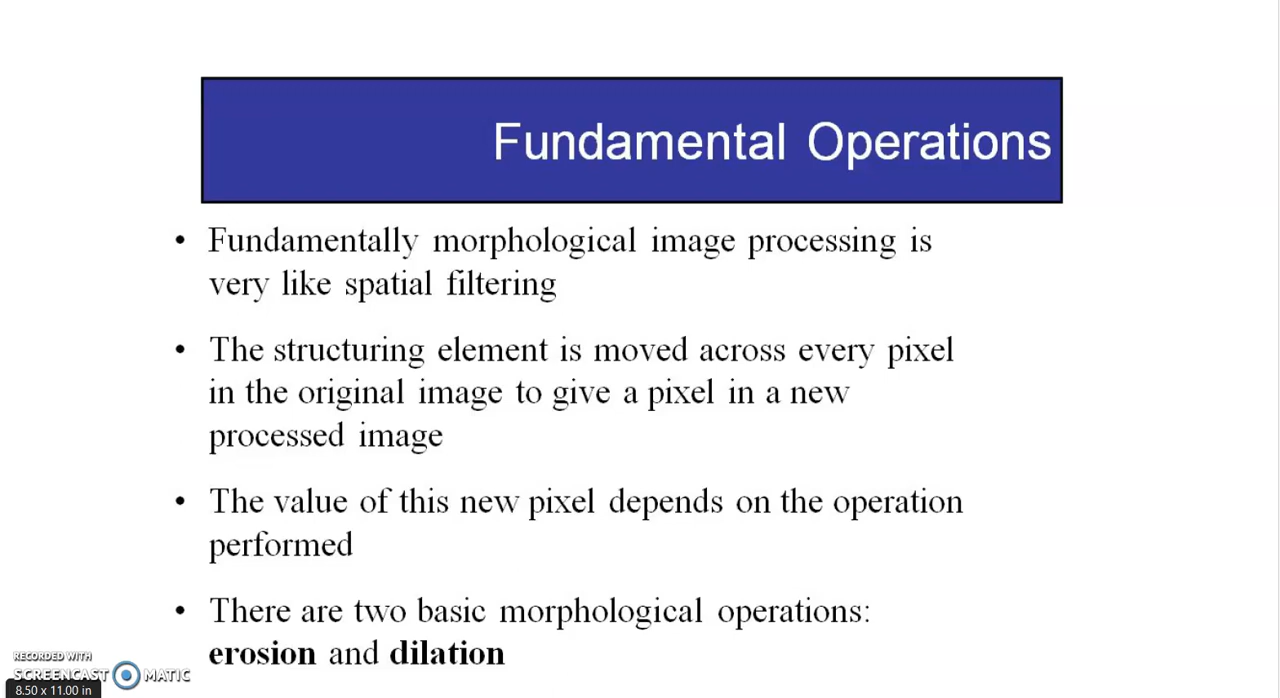 Fundamental Operations
• Fundamentally morphological image processing is
very like spatial filtering
• The structuring element is moved across every pixel
in the original image to give a pixel in a new
processed image
• The value of this new pixel depends on the operation
performed
• There are two basic morphological operations:
erosion and dilation
RECORDED WITH
SCREENCAST MATIC
8.50 x 11.00 in